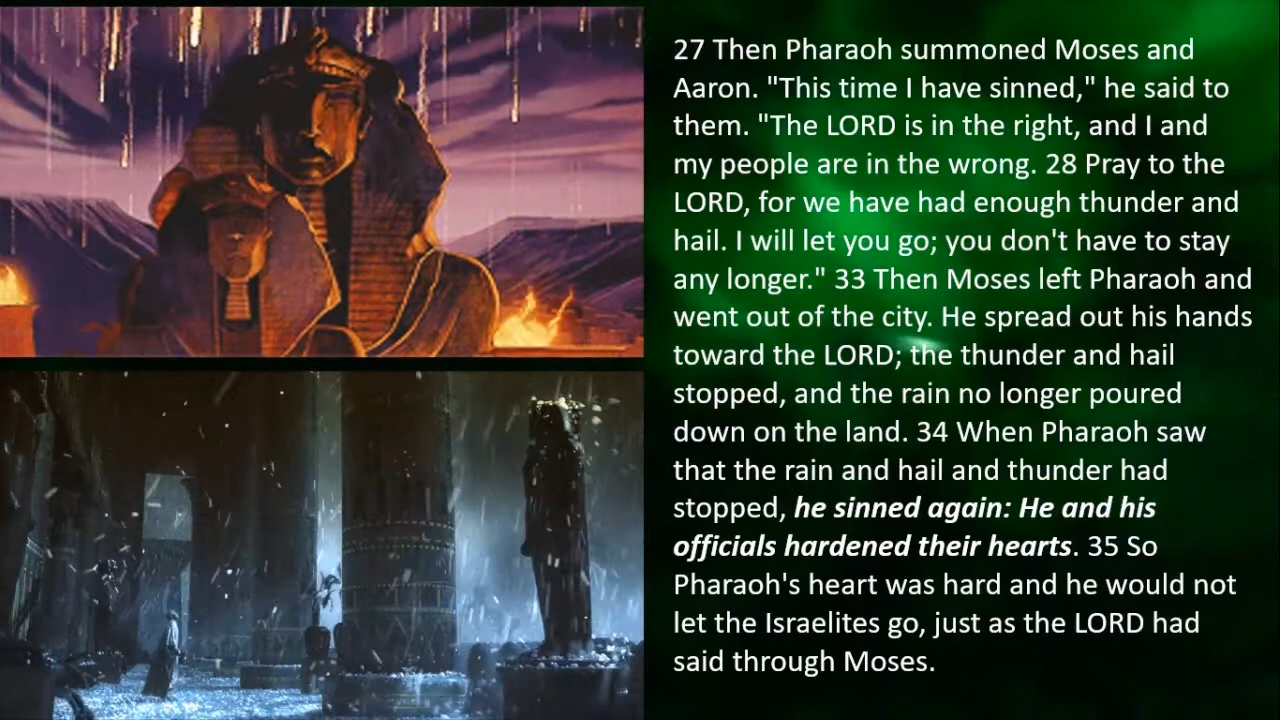 27 Then Pharaoh summoned Moses and
Aaron. "This time I have sinned," he said to
them. "The LORD is in the right, and I and
my people are in the wrong. 28 Pray to the
LORD, for we have had enough thunder and
hail. I will let you go; you don't have to stay
any longer." 33 Then Moses left Pharaoh and
went out of the city. He spread out his hands
toward the LORD; the thunder and hail
stopped, and the rain no longer poured
down on the land. 34 When Pharaoh saw
that the rain and hail and thunder had
stopped, he sinned again: He and his
officials hardened their hearts. 35 So
Pharaoh's heart was hard and he would not
let the Israelites go, just as the LORD had
said through Moses.